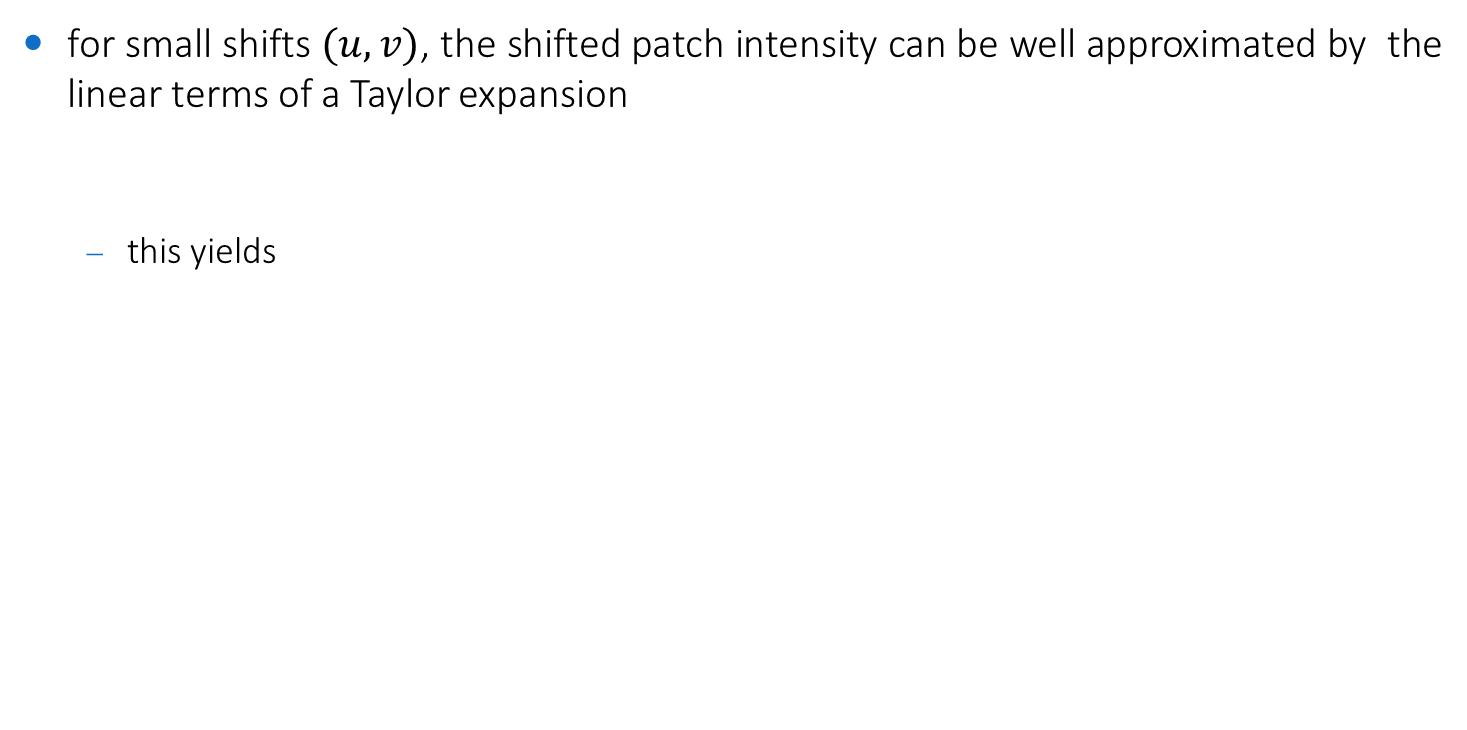 • for small shifts (𝑢, 𝑣), the shifted patch intensity can be well approximated by  the
linear terms of a Taylor expansion
– this yields